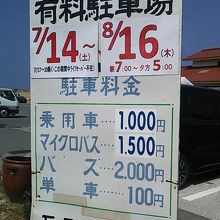 有料駐車場
7/14(土)～8/16(木)
朝7:00～夕方5:00
駐車料金
乗用車 1.000円
マイクロバス 1.500円
バス 2.000円
単車 100円